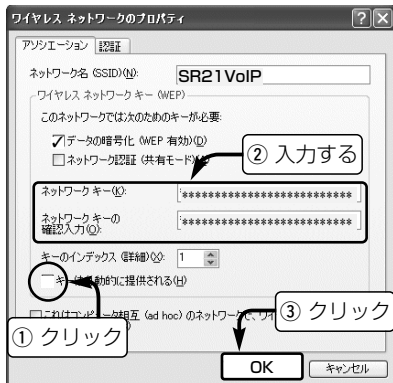 ワイヤレス ネットワークのプロパティ
アソシエーション 認証
ネットワーク名 (SSID)(N): SR21VoIP
ワイヤレス ネットワーク キー (WEP)
このネットワークでは次のためのキーが必要:
データの暗号化 (WEP 有効)(D)
ネットワーク認証 (共有モード)
② 入力する
ネットワーク キー(K): **************************
ネットワーク キーの
確認入力(O): **************************
キーのインデックス (詳細)(X): 1
キーは自動的に提供される(H)
これはコンピュータ相互 (ad hoc) のネットワークで、ワイ
① クリック
③ クリック
OK キャンセル